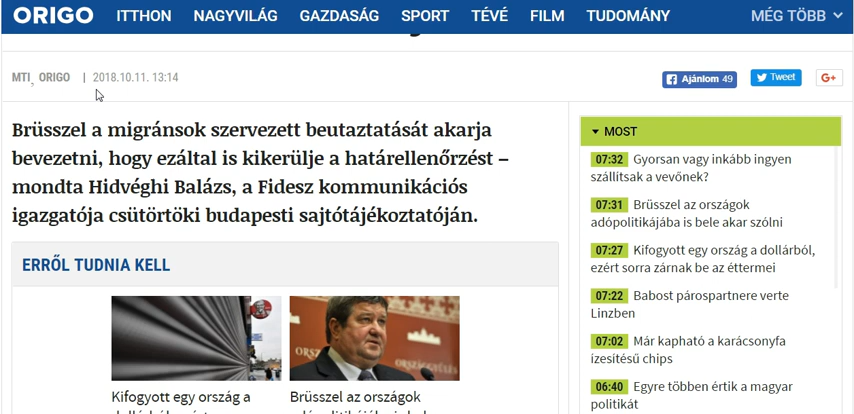 ORIGO ITTHON NAGYVILÁG GAZDASÁG SPORT TÉVÉ FILM TUDOMÁNY MÉG TÖBB
MTI, ORIGO | 2018.10.11. 13:14
Ajánlom 49
Tweet
G+
Brüsszel a migránsok szervezett beutaztatását akarja
bevezetni, hogy ezáltal is kikerülje a határellenőrzést –
mondta Hidvéghi Balázs, a Fidesz kommunikációs
igazgatója csütörtöki budapesti sajtótájékoztatóján.
ERRŐL TUDNIA KELL
Kifogyott egy ország a
Brüsszel az országok
MOST
07:32 Gyorsan vagy inkább ingyen
szállítsak a vevőnek?
07:31 Brüsszel az országok
adópolitikájába is bele akar szólni
07:27 Kifogyott egy ország a dollárból,
ezért sorra zárnak be az éttermei
07:22 Babost párospartnere verte
Linzben
07:02 Már kapható a karácsonyfa
ízesítésű chips
06:40 Egyre többen értik a magyar
politikát